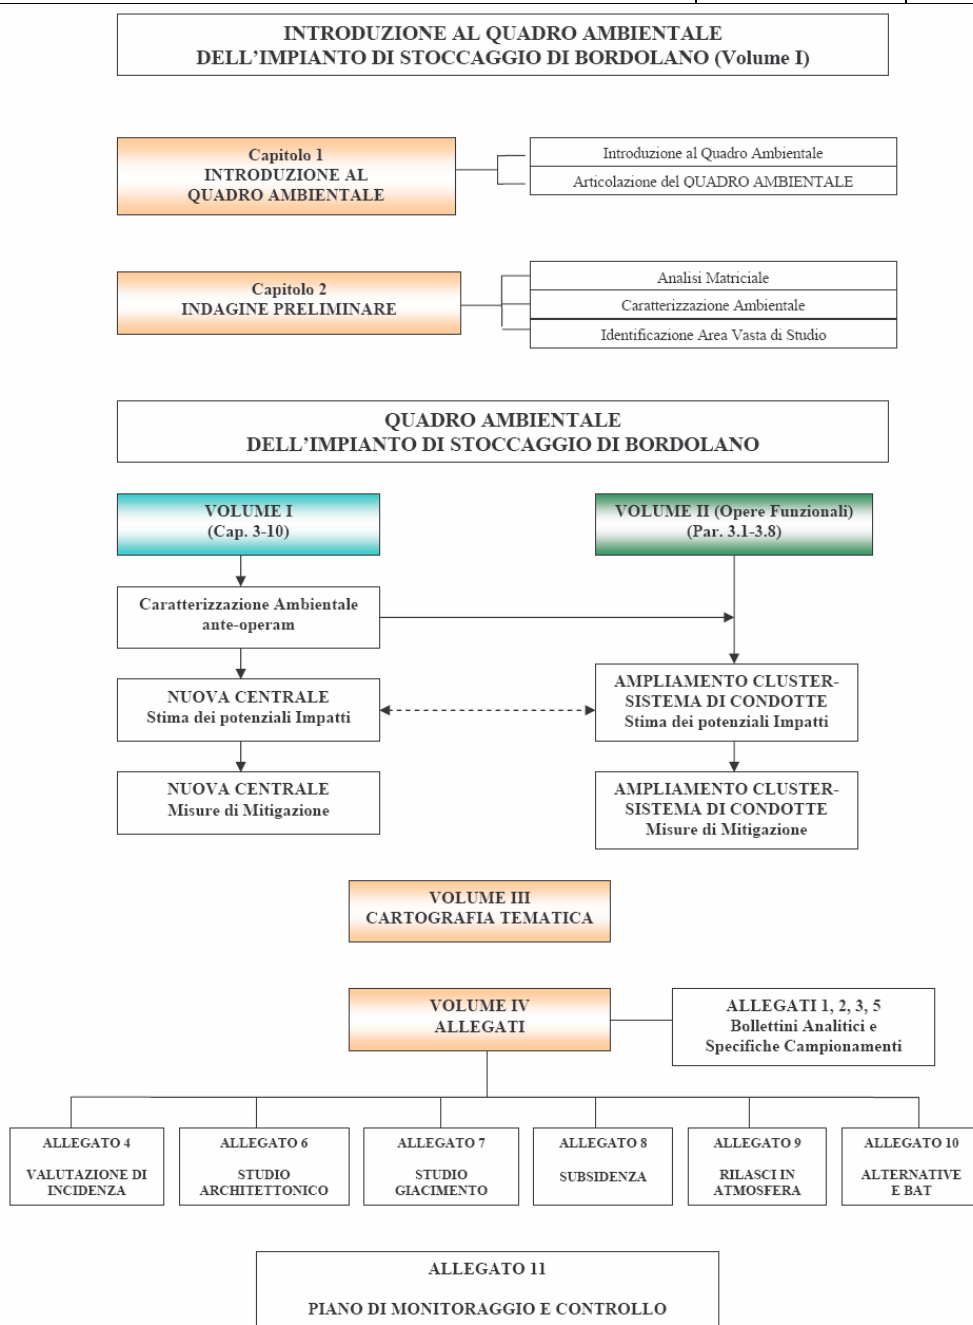 INTRODUZIONE AL QUADRO AMBIENTALE
DELL'IMPIANTO DI STOCCAGGIO DI BORDOLANO (Volume I)
Capitolo 1
INTRODUZIONE AL
QUADRO AMBIENTALE
Introduzione al Quadro Ambientale
Articolazione del QUADRO AMBIENTALE
Capitolo 2
INDAGINE PRELIMINARE
Analisi Matriciale
Caratterizzazione Ambientale
Identificazione Area Vasta di Studio
QUADRO AMBIENTALE
DELL'IMPIANTO DI STOCCAGGIO DI BORDOLANO
VOLUME I
(Cap. 3-10)
VOLUME II (Opere Funzionali)
(Par. 3.1-3.8)
Caratterizzazione Ambientale
ante-operam
NUOVA CENTRALE
Stima dei potenziali Impatti
AMPLIAMENTO CLUSTER-
SISTEMA DI CONDOTTE
Stima dei potenziali Impatti
NUOVA CENTRALE
Misure di Mitigazione
AMPLIAMENTO CLUSTER-
SISTEMA DI CONDOTTE
Misure di Mitigazione
VOLUME III
CARTOGRAFIA TEMATICA
VOLUME IV
ALLEGATI
ALLEGATI 1, 2, 3, 5
Bollettini Analitici e
Specifiche Campionamenti
ALLEGATO 4
VALUTAZIONE DI
INCIDENZA
ALLEGATO 6
STUDIO
ARCHITETTONICO
ALLEGATO 7
STUDIO
GIACIMENTO
ALLEGATO 8
SUBSIDENZA
ALLEGATO 9
RILASCI IN
ATMOSFERA
ALLEGATO 10
ALTERNATIVE
E BAT
ALLEGATO 11
PIANO DI MONITORAGGIO E CONTROLLO